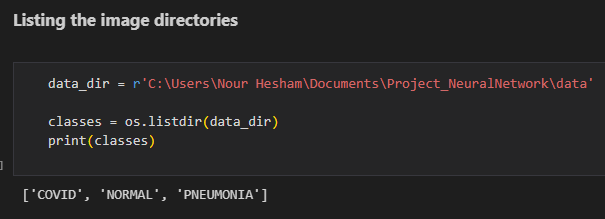 Listing the image directories
data_dir = r'C:\Users\Nour Hesham\Documents\Project_NeuralNetwork\data'
classes = os.listdir(data_dir)
print(classes)
]
['COVID', 'NORMAL', 'PNEUMONIA']